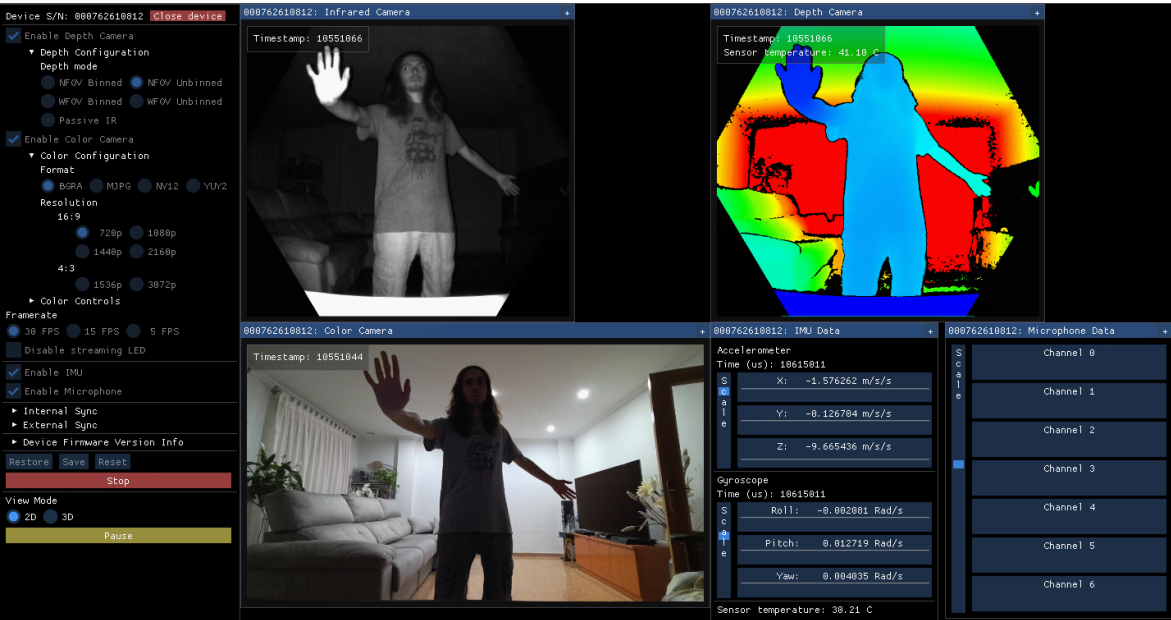 Device S/N: 000762610812 Close device
Enable Depth Camera
Depth Configuration
Depth mode
NFOV Binned NFOV Unbinned
WFOV Binned WFOV Unbinned
Passive IR
Enable Color Camera
Color Configuration
Format
BGRA MJPG NV12 YUY2
Resolution
16:9
720p 1080p
1440p 2160p
4:3
1536p 3072p
Color Controls
Framerate
30 FPS 15 FPS 5 FPS
Disable streaming LED
Enable IMU
Enable Microphone
Internal Sync
External Sync
Device Firmware Version Info
Restore Save Reset
Stop
View Mode
2D 3D
Pause
000762610812: Infrared Camera +
Timestamp: 10551066
000762610812: Depth Camera +
Timestamp: 10551066
Sensor temperature: 41.10 C
000762610812: Color Camera +
Timestamp: 10551044
000762610812: IMU Data +
Accelerometer
Time (us): 10615011
Scale
X: -1.576262 m/s/s
Y: -0.126704 m/s/s
Z: -9.665436 m/s/s
Gyroscope
Time (us): 10615011
Scale
Roll: -0.002081 Rad/s
Pitch: 0.012719 Rad/s
Yaw: 0.004035 Rad/s
Sensor temperature: 30.21 C
000762610812: Microphone Data +
Scale
Channel 0
Channel 1
Channel 2
Channel 3
Channel 4
Channel 5
Channel 6